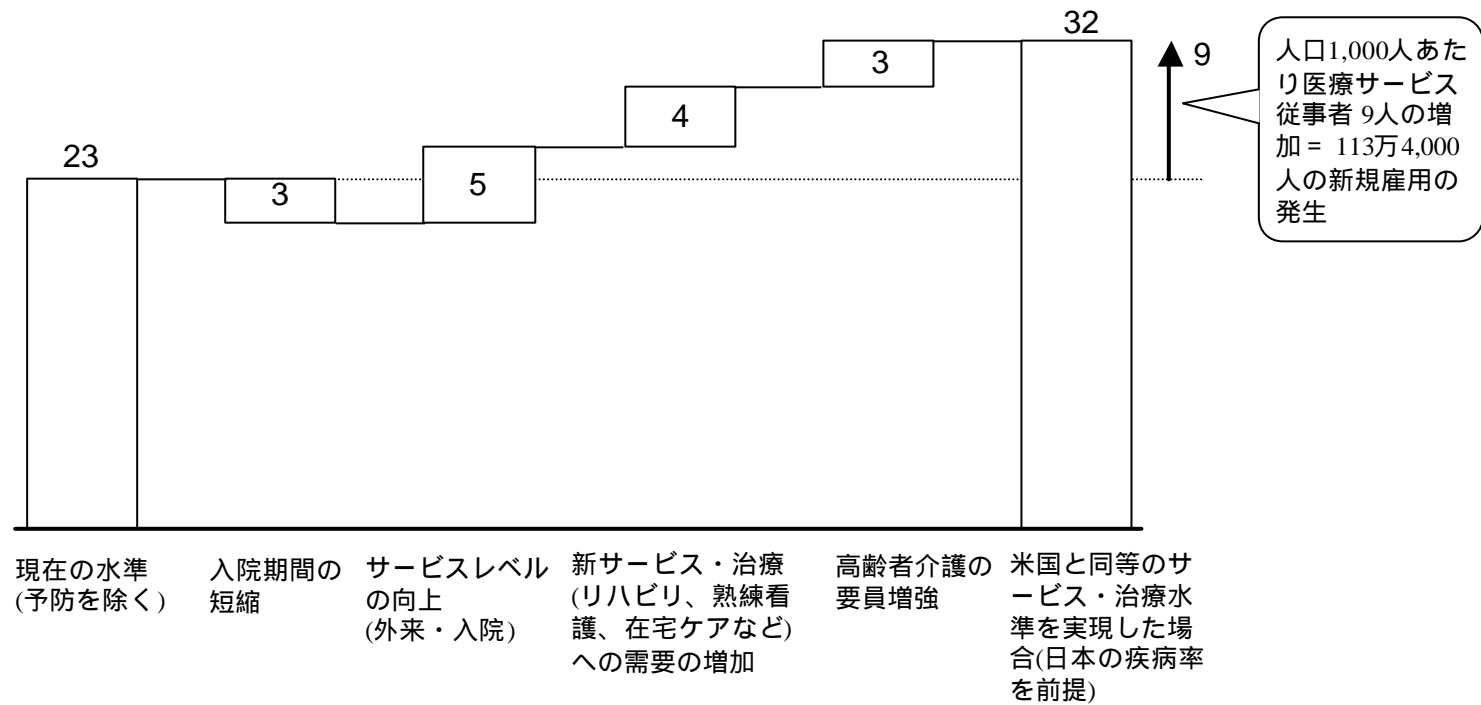 32
9
人口1,000人あた
り医療サービス
従事者 9人の増
加 = 113万4,000
人の新規雇用の
発生
3
4
23
3
5
現在の水準
(予防を除く)
入院期間の
短縮
サービスレベル
の向上
(外来・入院)
新サービス・治療
(リハビリ、熟練看
護、在宅ケアなど)
への需要の増加
高齢者介護の
要員増強
米国と同等のサ
ービス・治療水
準を実現した場
合(日本の疾病率
を前提)